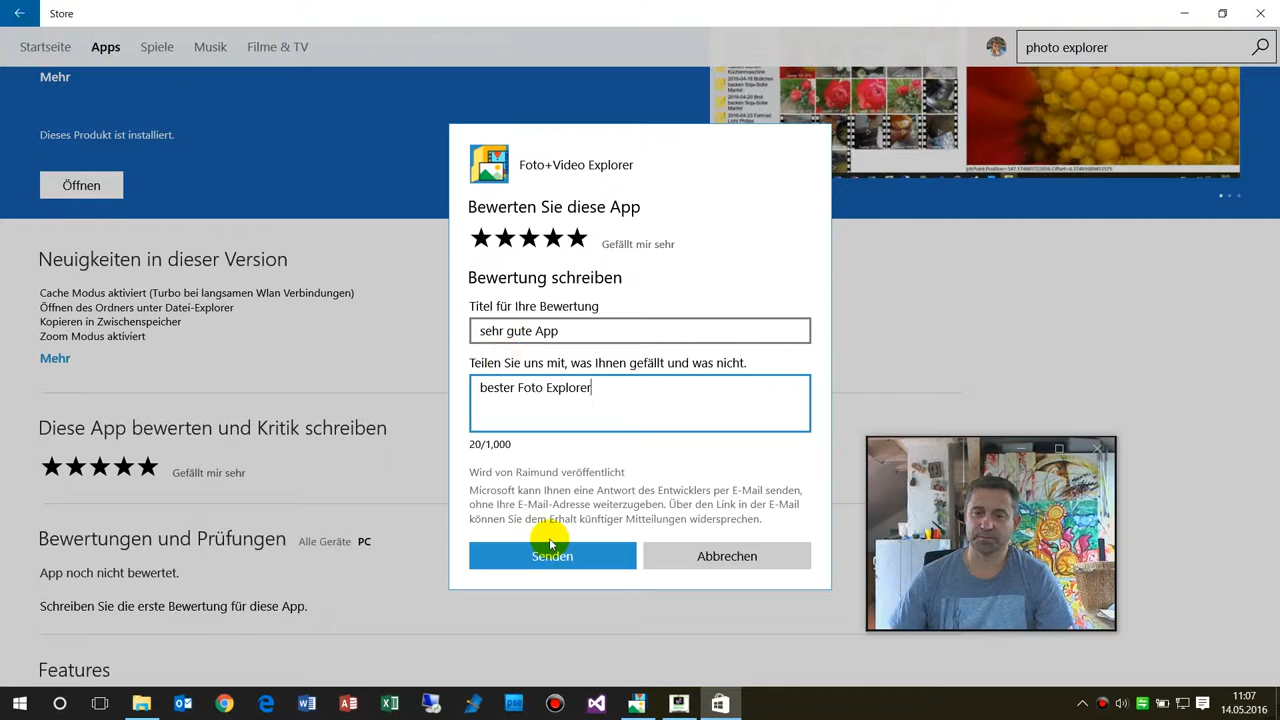 Store
Startseite Apps Spiele Musik Filme & TV
photo explorer
Mehr
Dieses Produkt ist installiert.
Öffnen
Foto+Video Explorer
Bewerten Sie diese App
Gefällt mir sehr
Bewertung schreiben
Titel für Ihre Bewertung
sehr gute App
Teilen Sie uns mit, was Ihnen gefällt und was nicht.
bester Foto Explorer
20/1,000
Wird von Raimund veröffentlicht
Microsoft kann Ihnen eine Antwort des Entwicklers per E-Mail senden,
ohne Ihre E-Mail-Adresse weiterzugeben. Über den Link in der E-Mail
können Sie dem Erhalt künftiger Mitteilungen widersprechen.
Senden
Abbrechen
Neuigkeiten in dieser Version
Cache Modus aktiviert (Turbo bei langsamen Wlan Verbindungen)
Öffnen des Ordners unter Datei-Explorer
Kopieren in Zwischenspeicher
Zoom Modus aktiviert
Mehr
Diese App bewerten und Kritik schreiben
Gefällt mir sehr
Bewertungen und Prüfungen Alle Geräte PC
App noch nicht bewertet.
Schreiben Sie die erste Bewertung für diese App.
Features
11:07
14.05.2016